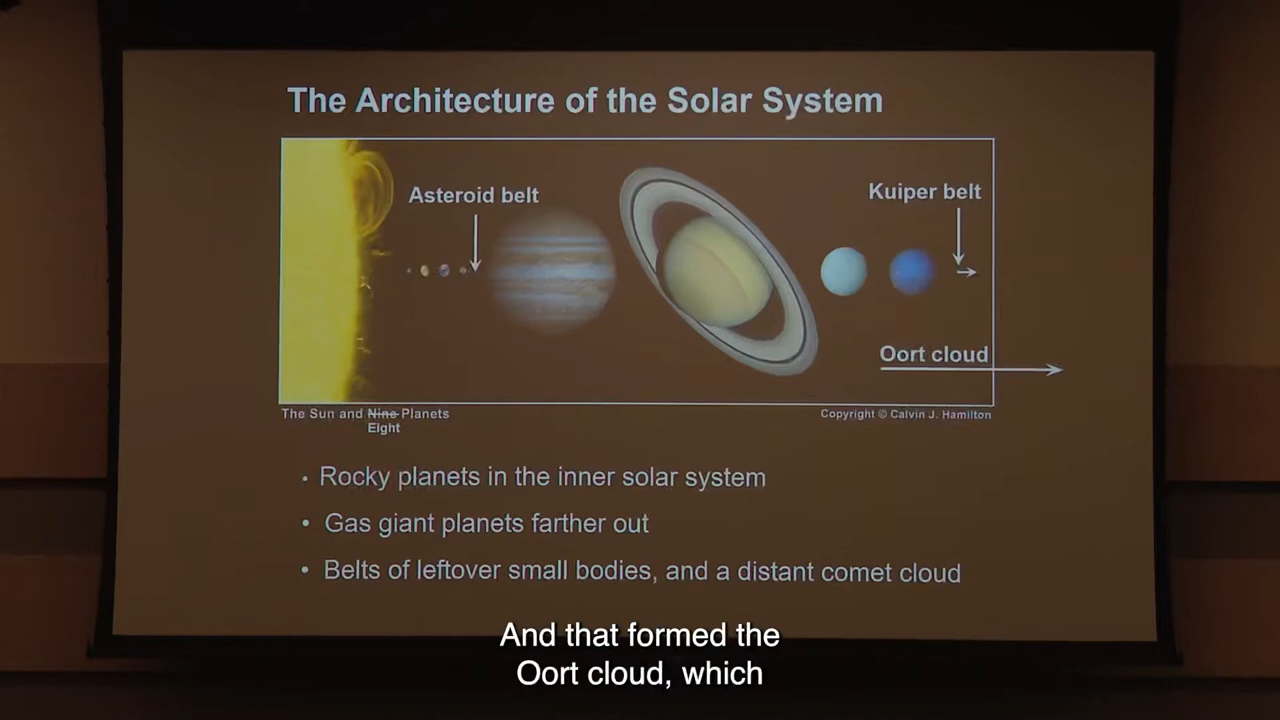 The Architecture of the Solar System
Asteroid belt
Kuiper belt
Oort cloud
The Sun and Nine Planets
Eight
Copyright © Calvin J. Hamilton
• Rocky planets in the inner solar system
• Gas giant planets farther out
• Belts of leftover small bodies, and a distant comet cloud
And that formed the
Oort cloud, which